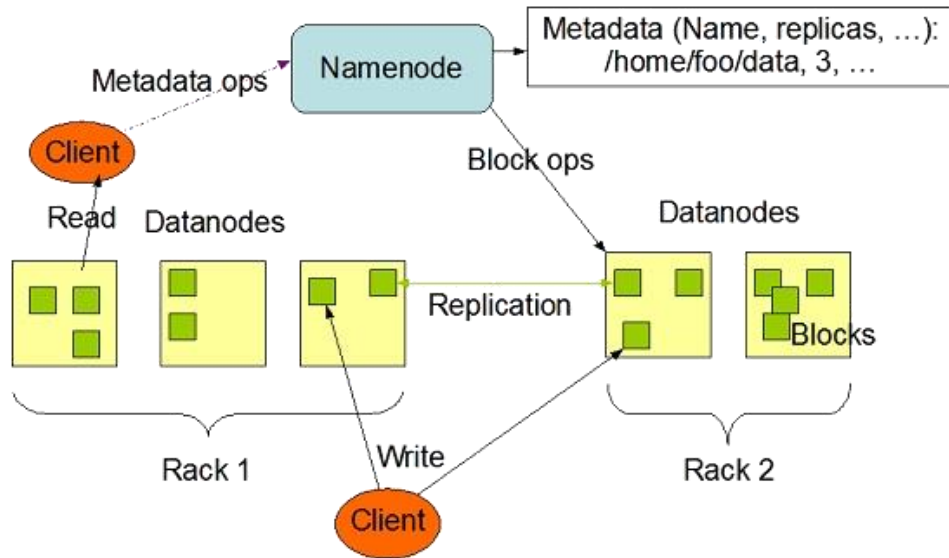 Metadata (Name, replicas, …):
/home/foo/data, 3, …
Namenode
Metadata ops
Client
Block ops
Read
Datanodes
Datanodes
Replication
Blocks
Rack 1
Write
Rack 2
Client